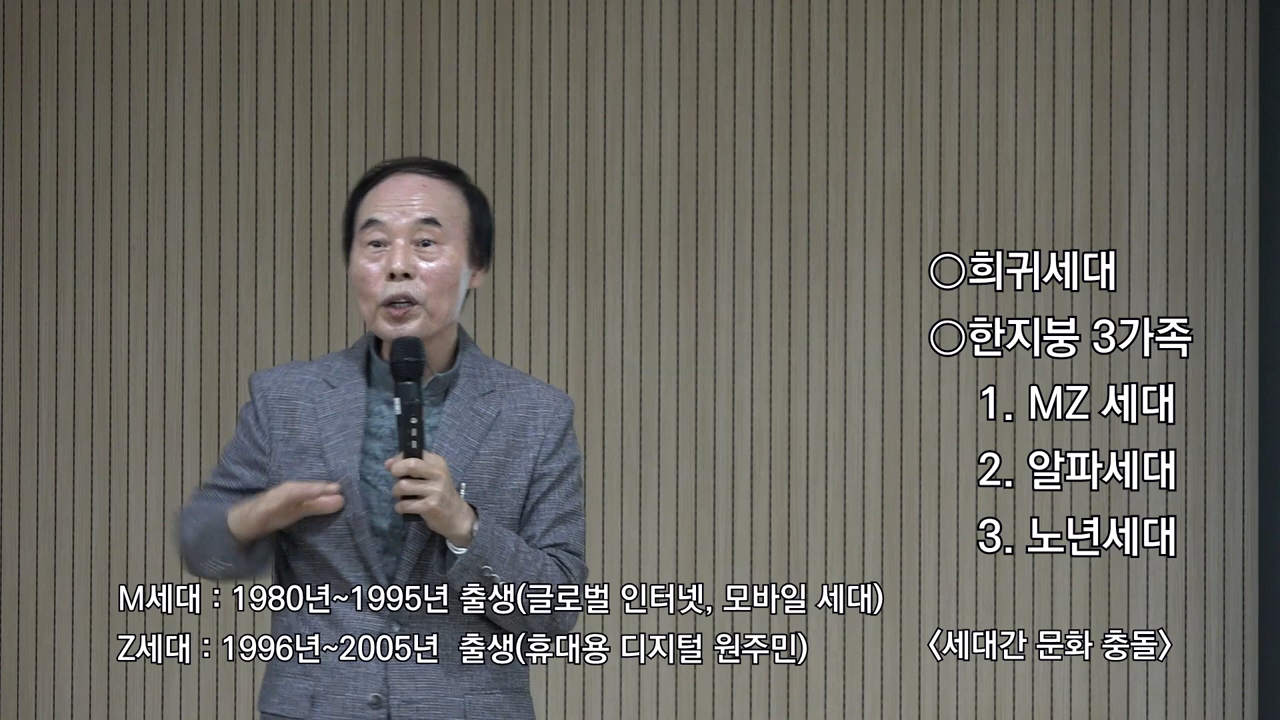 ○희귀세대
○한지붕 3가족
1. MZ 세대
2. 알파세대
3. 노년세대
M세대 : 1980년~1995년 출생(글로벌 인터넷, 모바일 세대)
Z세대 : 1996년~2005년 출생(휴대용 디지털 원주민)
〈세대간 문화 충돌〉